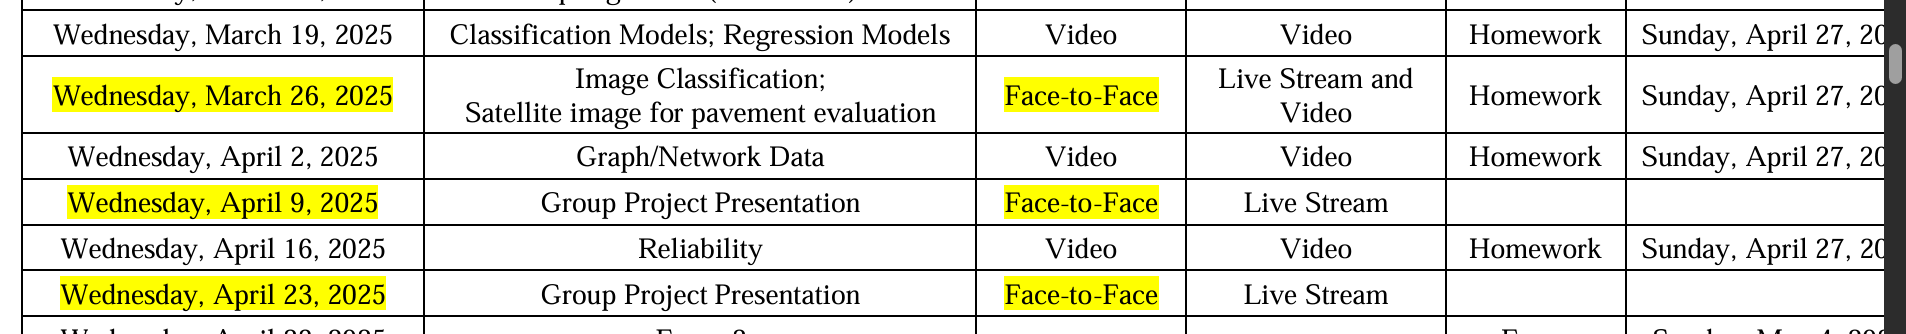 Wednesday, March 19, 2025 Classification Models; Regression Models Video Video Homework Sunday, April 27, 20
Wednesday, March 26, 2025 Image Classification; Satellite image for pavement evaluation Face-to-Face Live Stream and Video Homework Sunday, April 27, 20
Wednesday, April 2, 2025 Graph/Network Data Video Video Homework Sunday, April 27, 20
Wednesday, April 9, 2025 Group Project Presentation Face-to-Face Live Stream
Wednesday, April 16, 2025 Reliability Video Video Homework Sunday, April 27, 20
Wednesday, April 23, 2025 Group Project Presentation Face-to-Face Live Stream